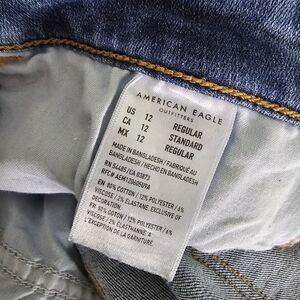 AMERICAN EAGLE
OUTFITTERS
US 12 REGULAR
CA 12 STANDARD
MX 12 REGULAR
MADE IN BANGLADESH / FABRIQUÉ AU
BANGLADESH / HECHO EN BANGLADESH
RN 54485 / CA 03873
EN 80% COTTON / 12% POLYESTER / 6%
VISCOSE / 2% ELASTANE. EXCLUSIVE OF
DECORATION.
FR 80% COTON / 12% POLYESTER / 6%
VISCOSE / 2% ÉLASTHANNE À
L'EXCEPTION DE LA GARNITURE.